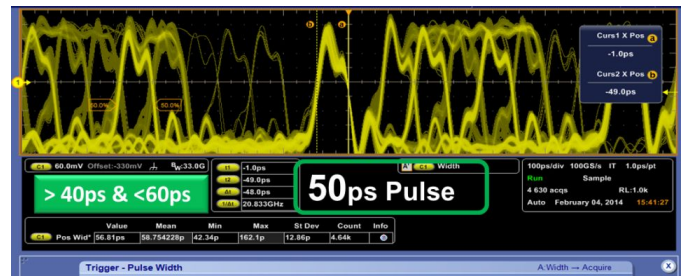 b a
Curs1 X Pos a
-1.0ps
Curs2 X Pos b
-49.0ps
1
50.0% 50.0%
C1 60.0mV Offset:-330mV BW:33.0G
t1 -1.0ps
t2 -49.0ps
Δt -48.0ps
1/Δt 20.833GHz
A' C1 Width
100ps/div 100GS/s IT 1.0ps/pt
Run Sample
4 630 acqs RL:1.0k
Auto February 04, 2014 15:41:27
> 40ps & <60ps
50ps Pulse
Value Mean Min Max St Dev Count Info
C1 Pos Wid* 56.81ps 58.754228p 42.34p 162.1p 12.86p 4.64k
Trigger - Pulse Width A:Width → Acquire X